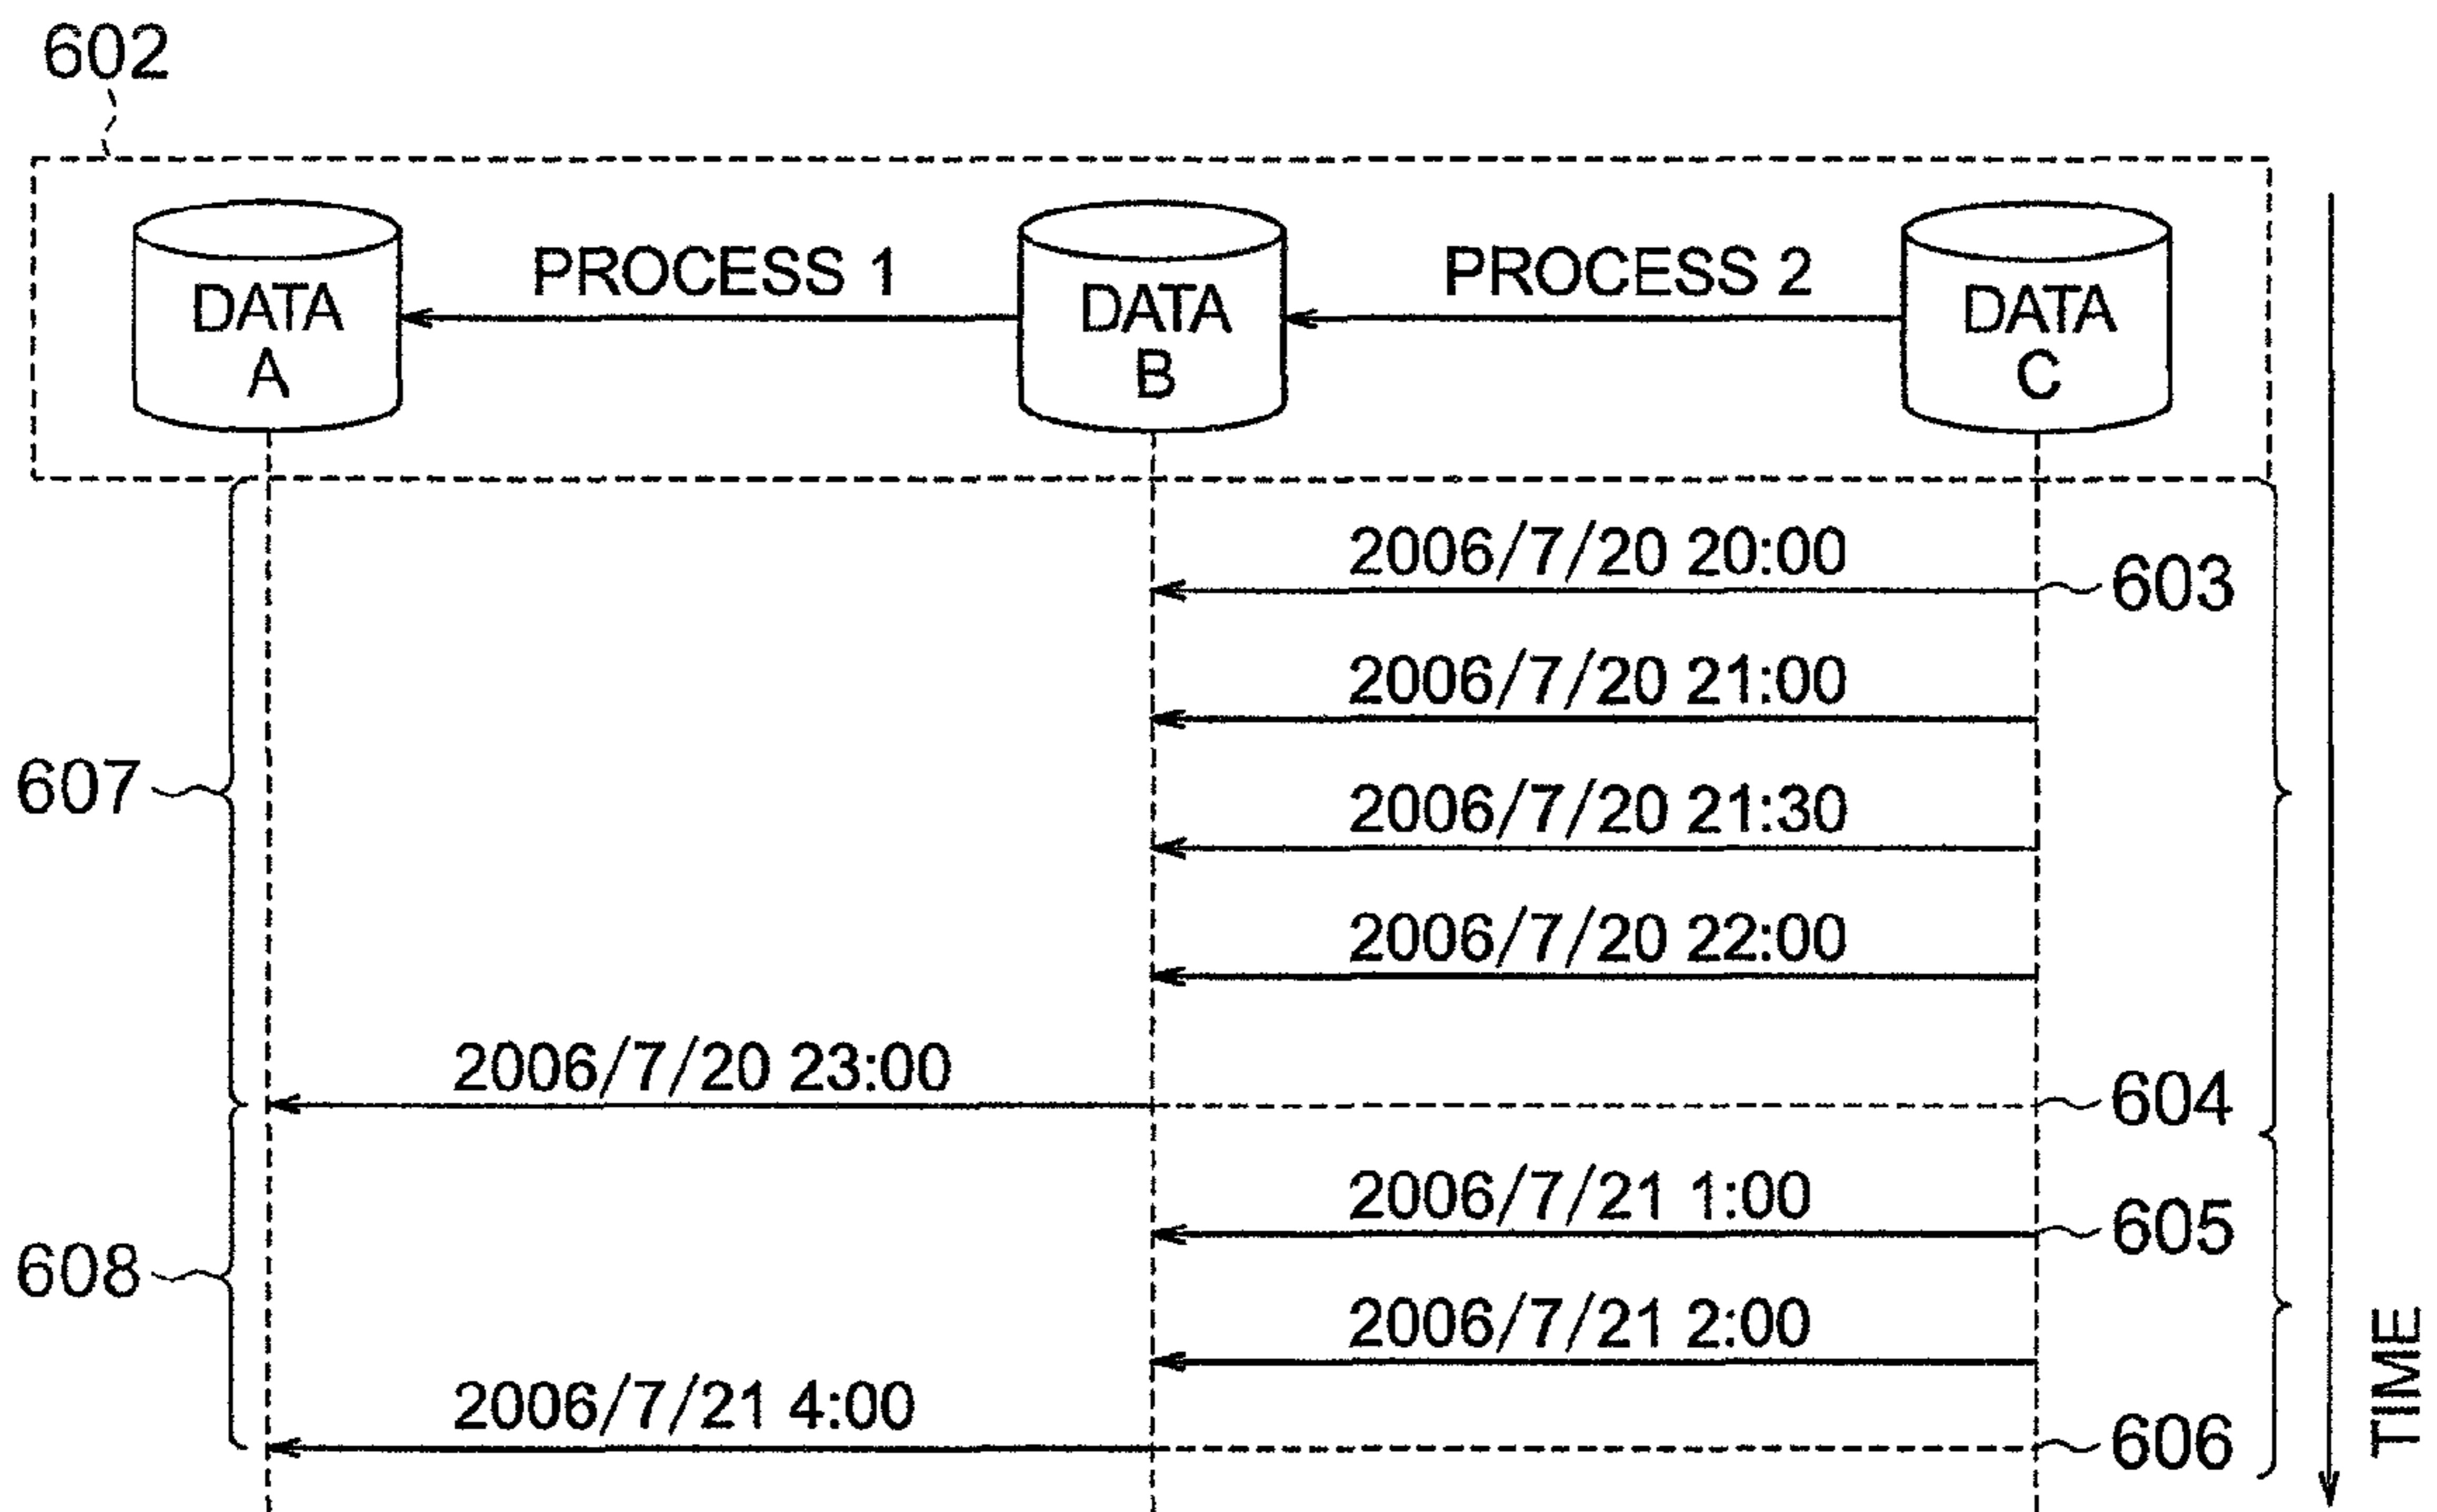 602
PROCESS 1
PROCESS 2
DATA
A
DATA
B
DATA
C
2006/7/20 20:00
603
2006/7/20 21:00
607
2006/7/20 21:30
2006/7/20 22:00
2006/7/20 23:00
604
2006/7/21 1:00
605
608
2006/7/21 2:00
2006/7/21 4:00
606
TIME